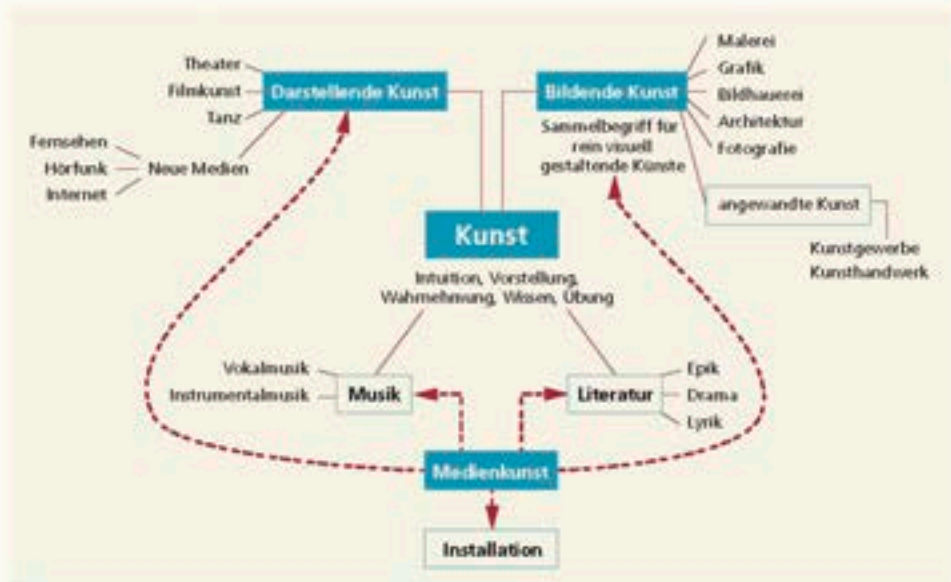 Theater
Filmkunst
Tanz
Darstellende Kunst
Fernsehen
Hörfunk
Internet
Neue Medien
Bildende Kunst
Sammelbegriff für
rein visuell
gestaltende Künste
Malerei
Grafik
Bildhauerei
Architektur
Fotografie
angewandte Kunst
Kunstgewerbe
Kunsthandwerk
Kunst
Intuition, Vorstellung,
Wahrnehmung, Wissen, Übung
Vokalmusik
Instrumentalmusik
Musik
Literatur
Epik
Drama
Lyrik
Medienkunst
Installation